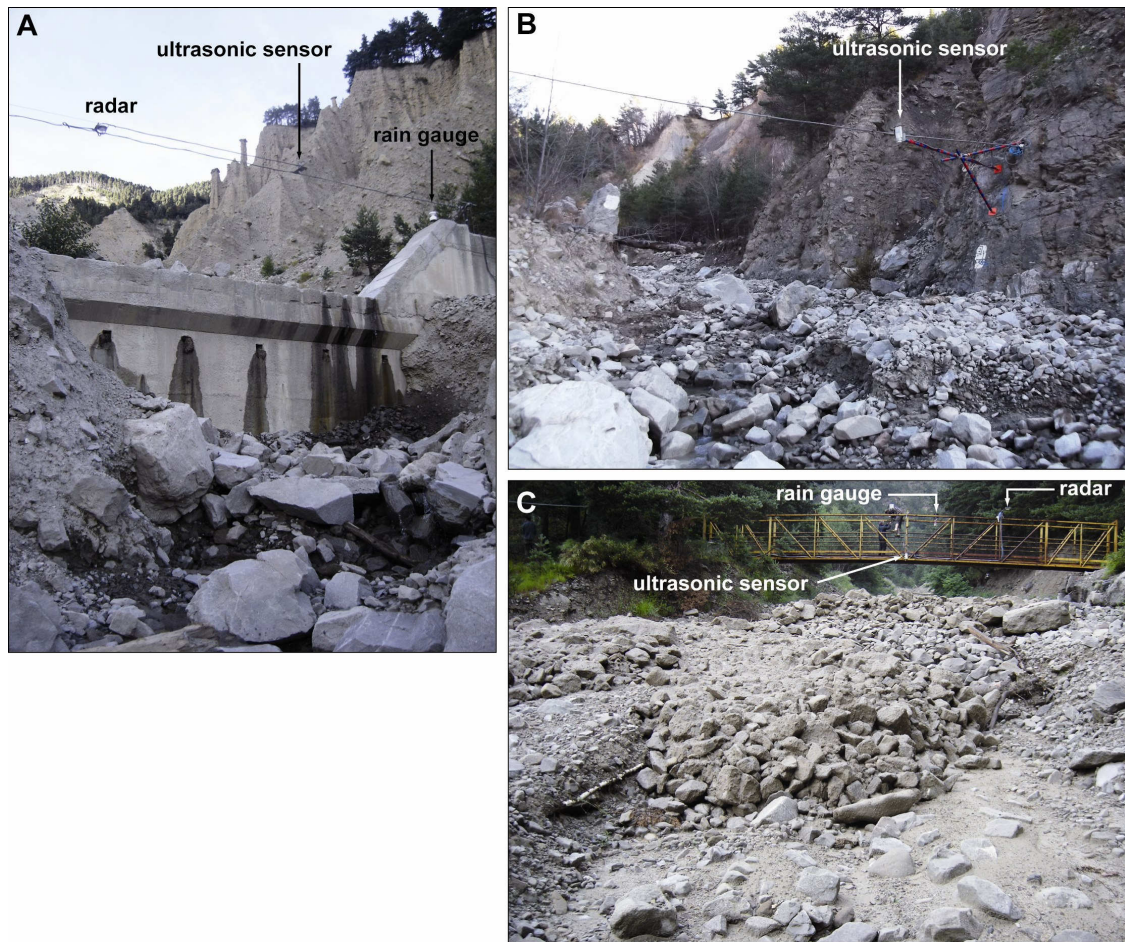 A
ultrasonic sensor
radar
rain gauge
B
ultrasonic sensor
C
rain gauge
radar
ultrasonic sensor